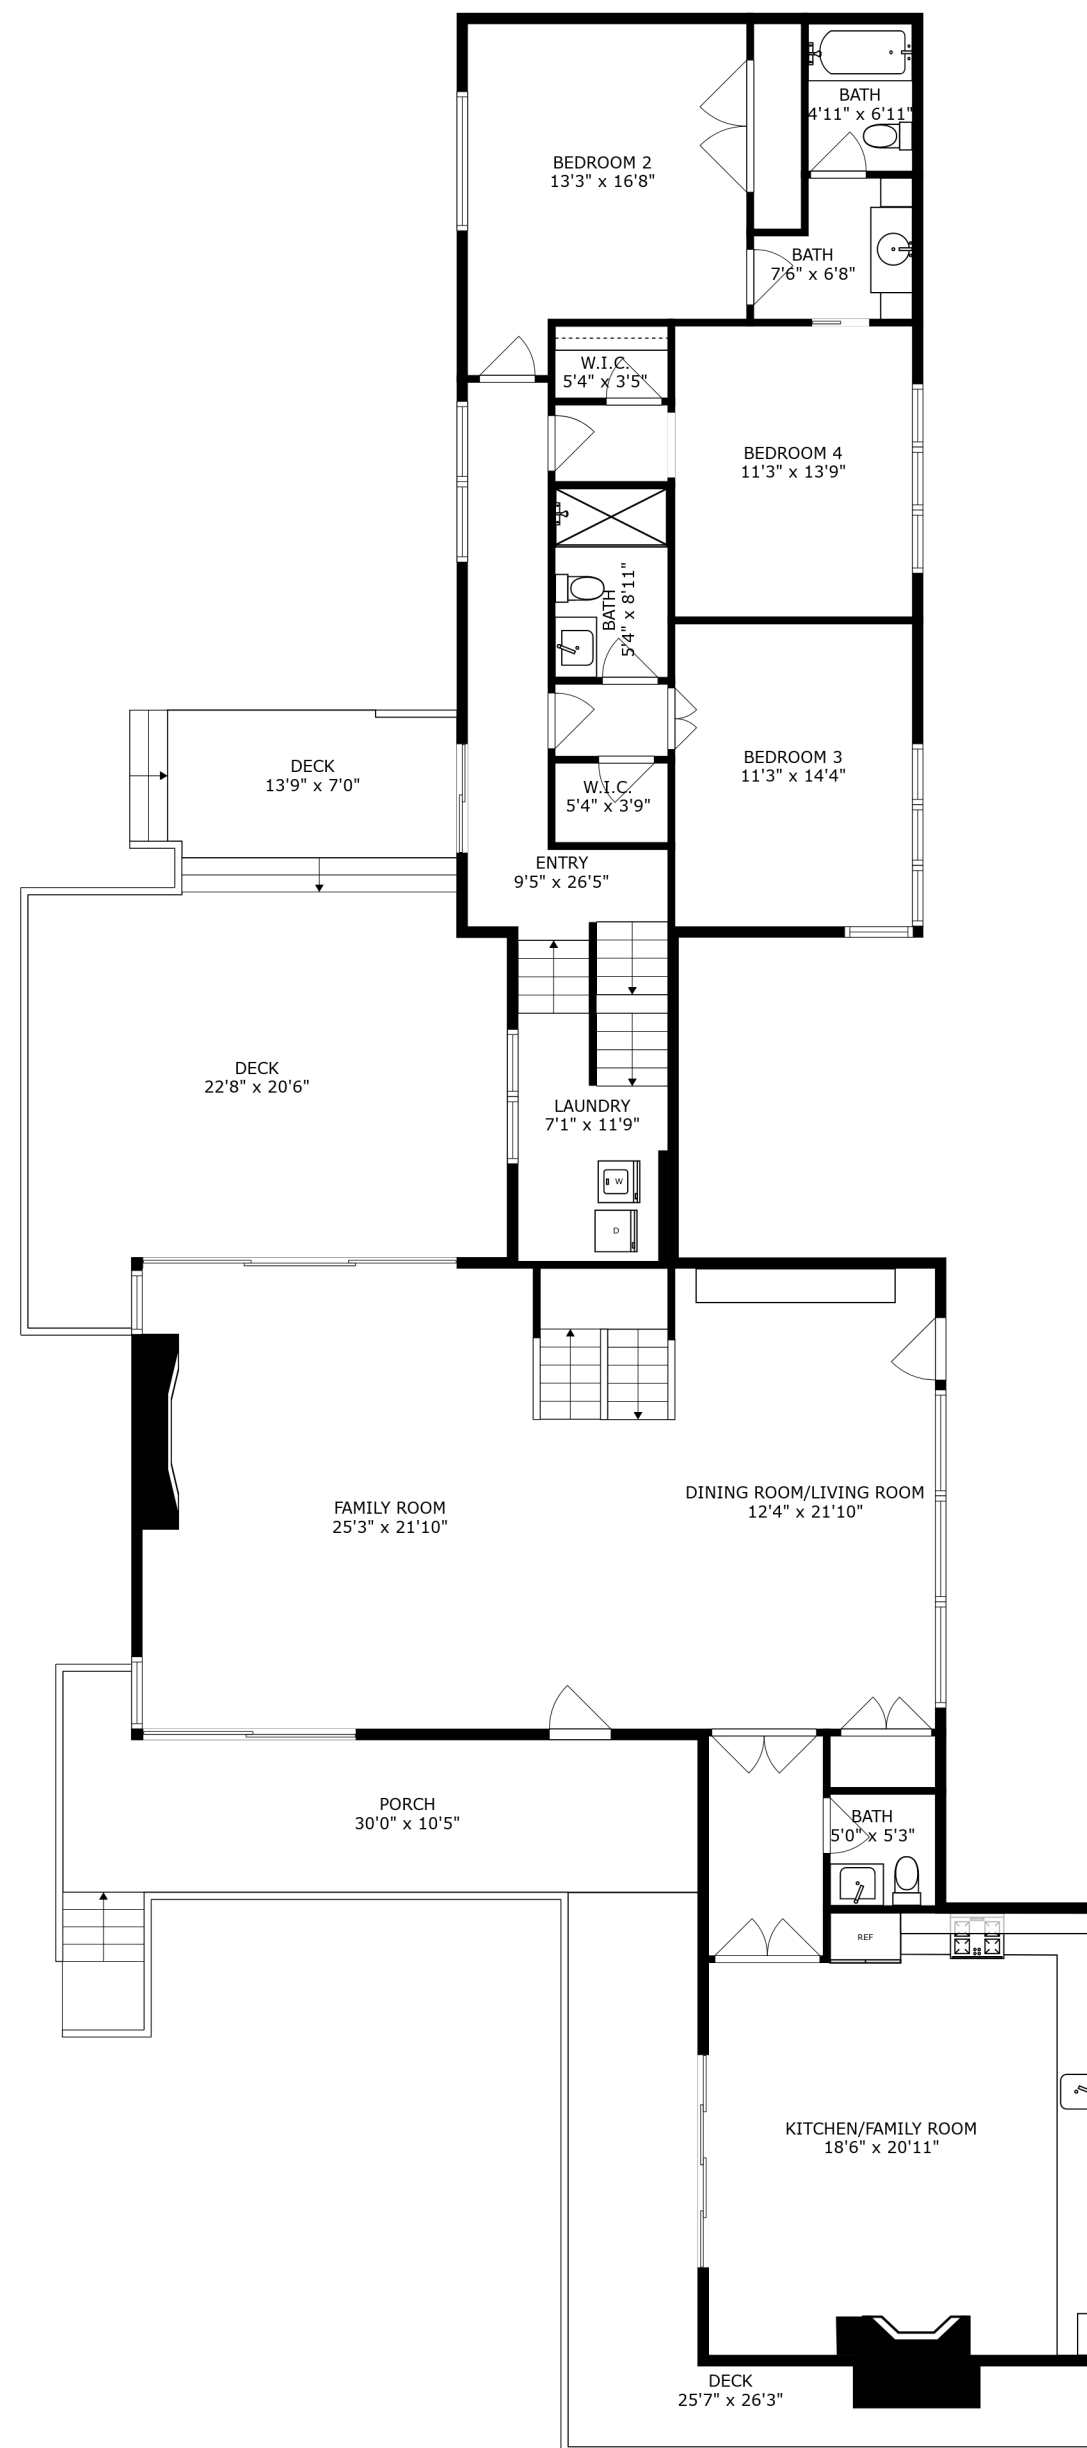 BATH
4'11" x 6'11"
BEDROOM 2
13'3" x 16'8"
BATH
7'6" x 6'8"
W.I.C.
5'4" x 3'5"
BEDROOM 4
11'3" x 13'9"
BATH
5'4" x 8'11"
BEDROOM 3
11'3" x 14'4"
DECK
13'9" x 7'0"
W.I.C.
5'4" x 3'9"
ENTRY
9'5" x 26'5"
DECK
22'8" x 20'6"
LAUNDRY
7'1" x 11'9"
W
D
DINING ROOM/LIVING ROOM
12'4" x 21'10"
FAMILY ROOM
25'3" x 21'10"
PORCH
30'0" x 10'5"
BATH
5'0" x 5'3"
REF
KITCHEN/FAMILY ROOM
18'6" x 20'11"
DECK
25'7" x 26'3"